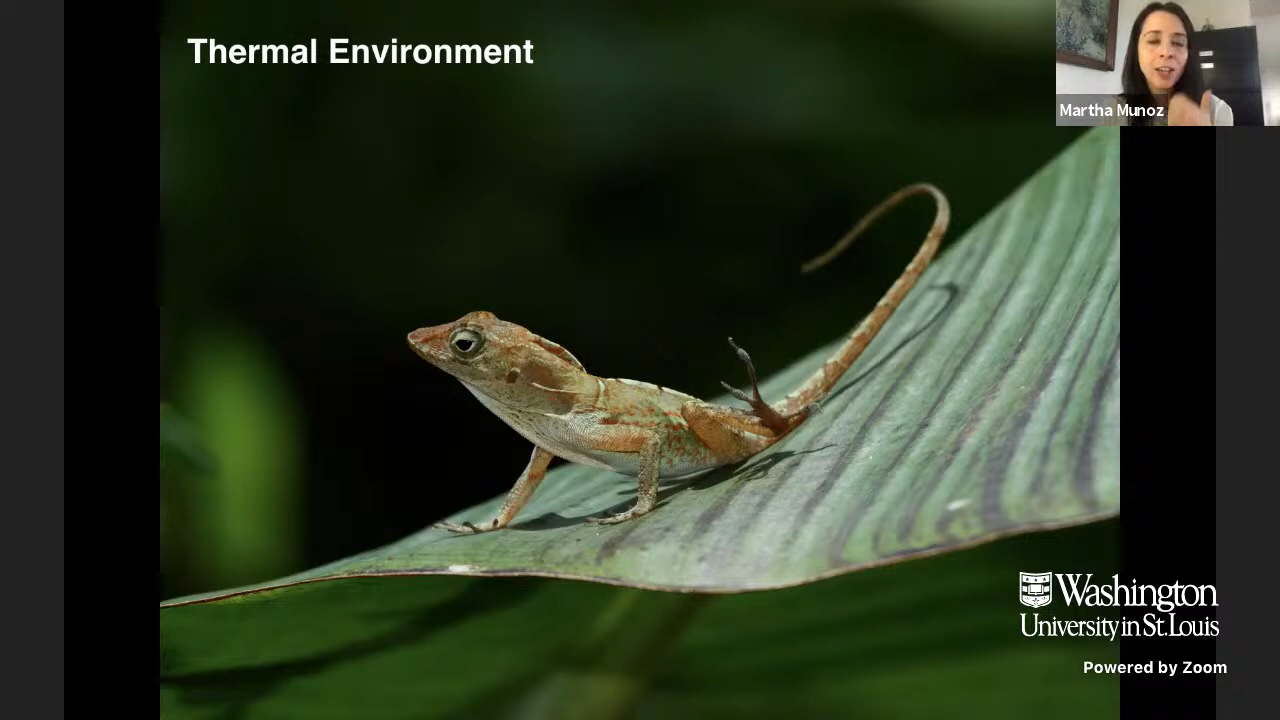 Thermal Environment
Martha Munoz
Washington
University in St. Louis
Powered by Zoom